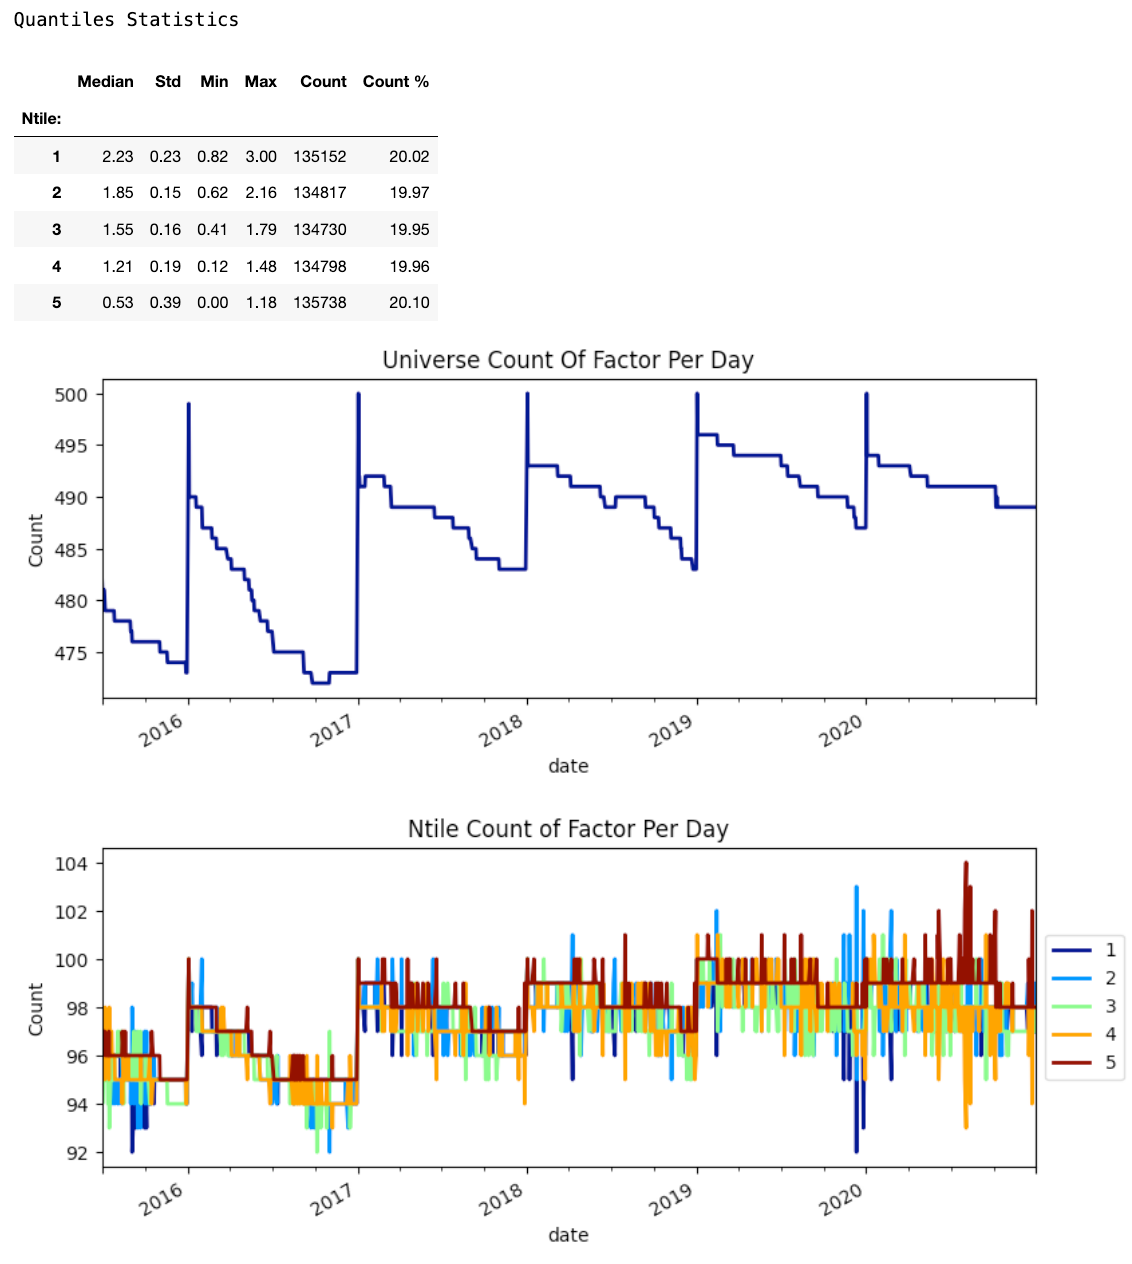 Quantiles Statistics
Median Std Min Max Count Count %
Ntile:
1 2.23 0.23 0.82 3.00 135152 20.02
2 1.85 0.15 0.62 2.16 134817 19.97
3 1.55 0.16 0.41 1.79 134730 19.95
4 1.21 0.19 0.12 1.48 134798 19.96
5 0.53 0.39 0.00 1.18 135738 20.10
Universe Count Of Factor Per Day
500
495
490
485
480
475
Count
2016 2017 2018 2019 2020
date
Ntile Count of Factor Per Day
104
102
100
98
96
94
92
Count
1
2
3
4
5
2016 2017 2018 2019 2020
date